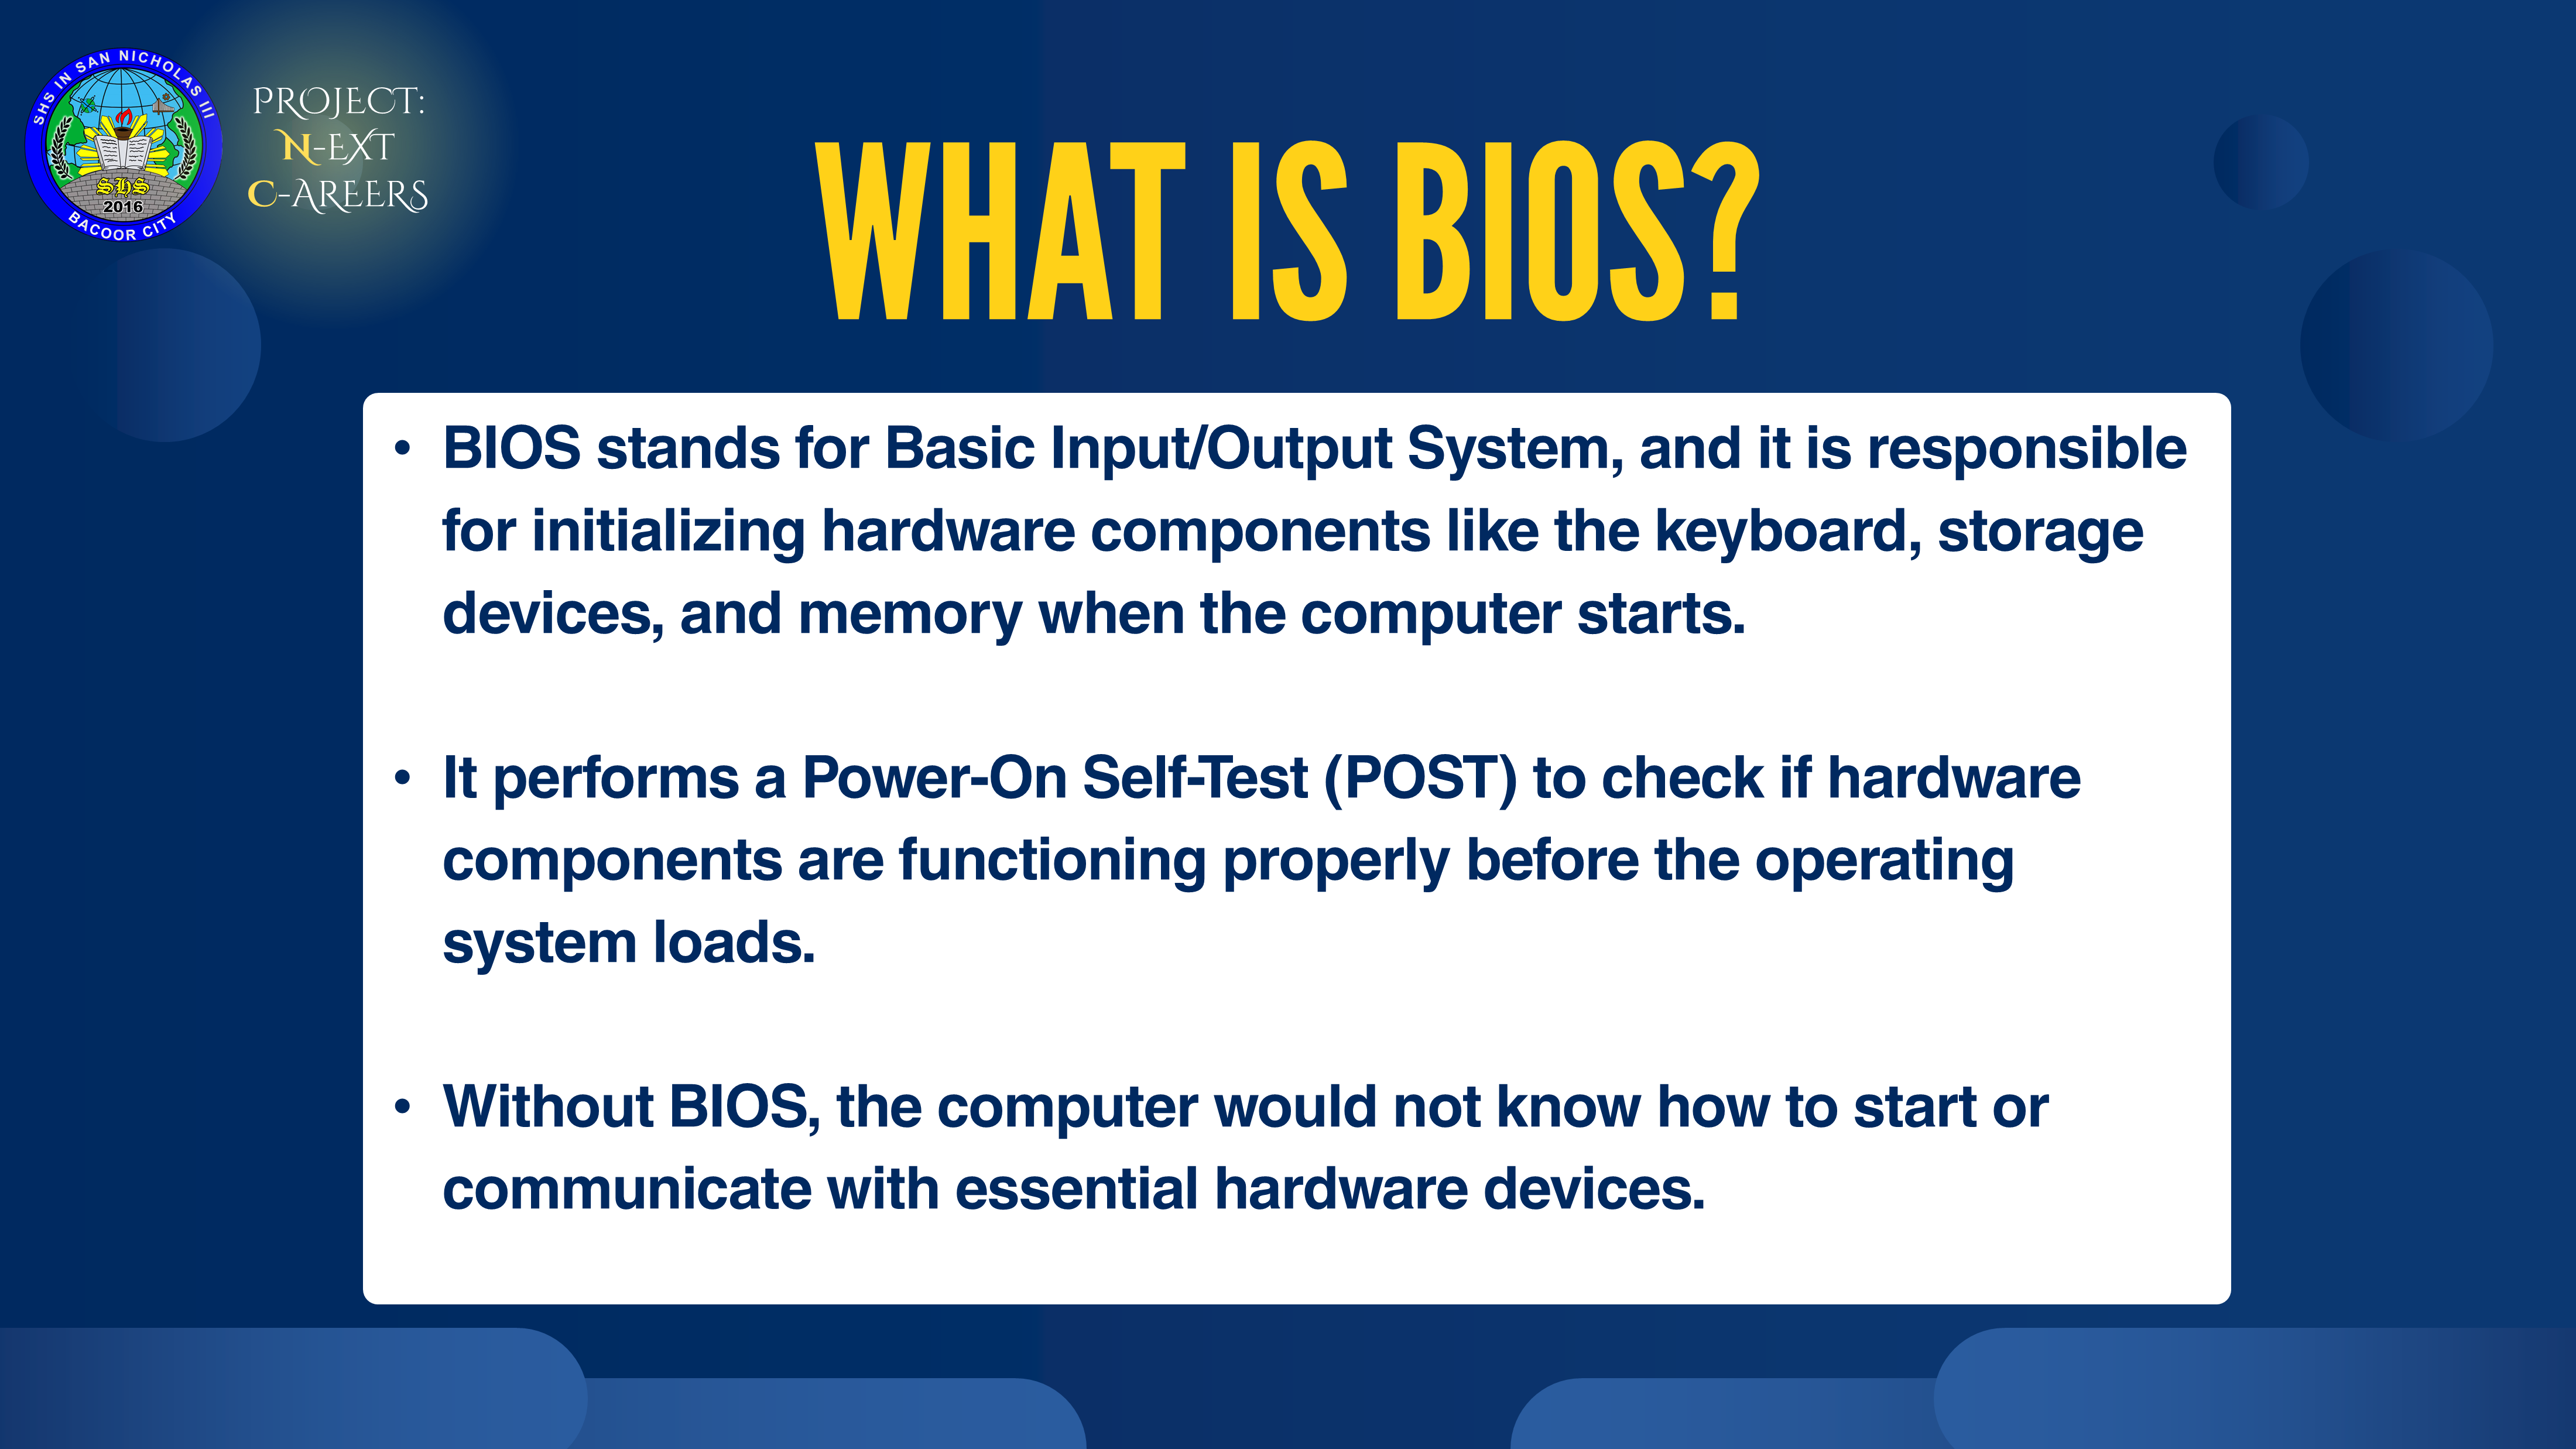 SHS IN SAN NICHOLAS III
SHS
2016
BACOOR CITY
PROJECT:
N-EXT
C-AREERS
WHAT IS BIOS?
• BIOS stands for Basic Input/Output System, and it is responsible
for initializing hardware components like the keyboard, storage
devices, and memory when the computer starts.
• It performs a Power-On Self-Test (POST) to check if hardware
components are functioning properly before the operating
system loads.
• Without BIOS, the computer would not know how to start or
communicate with essential hardware devices.